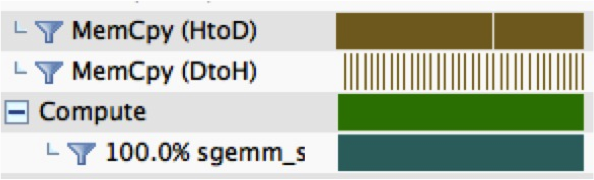 MemCpy (HtoD)
MemCpy (DtoH)
Compute
100.0% sgemm_s